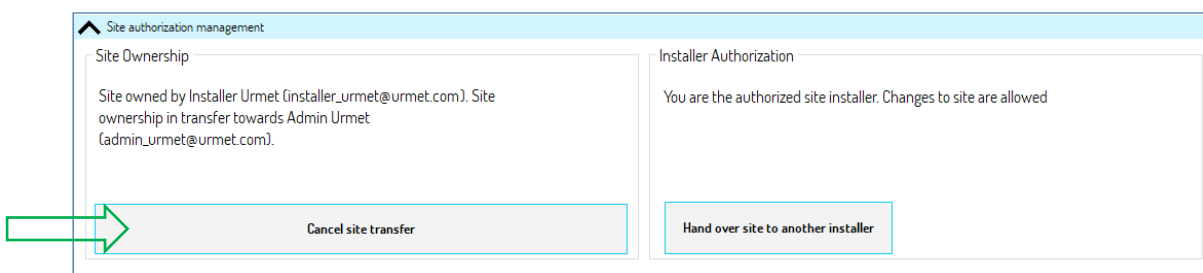 Site authorization management
Site Ownership
Site owned by Installer Urmet (installer_urmet@urmet.com). Site
ownership in transfer towards Admin Urmet
(admin_urmet@urmet.com).
Cancel site transfer
Installer Authorization
You are the authorized site installer. Changes to site are allowed
Hand over site to another installer